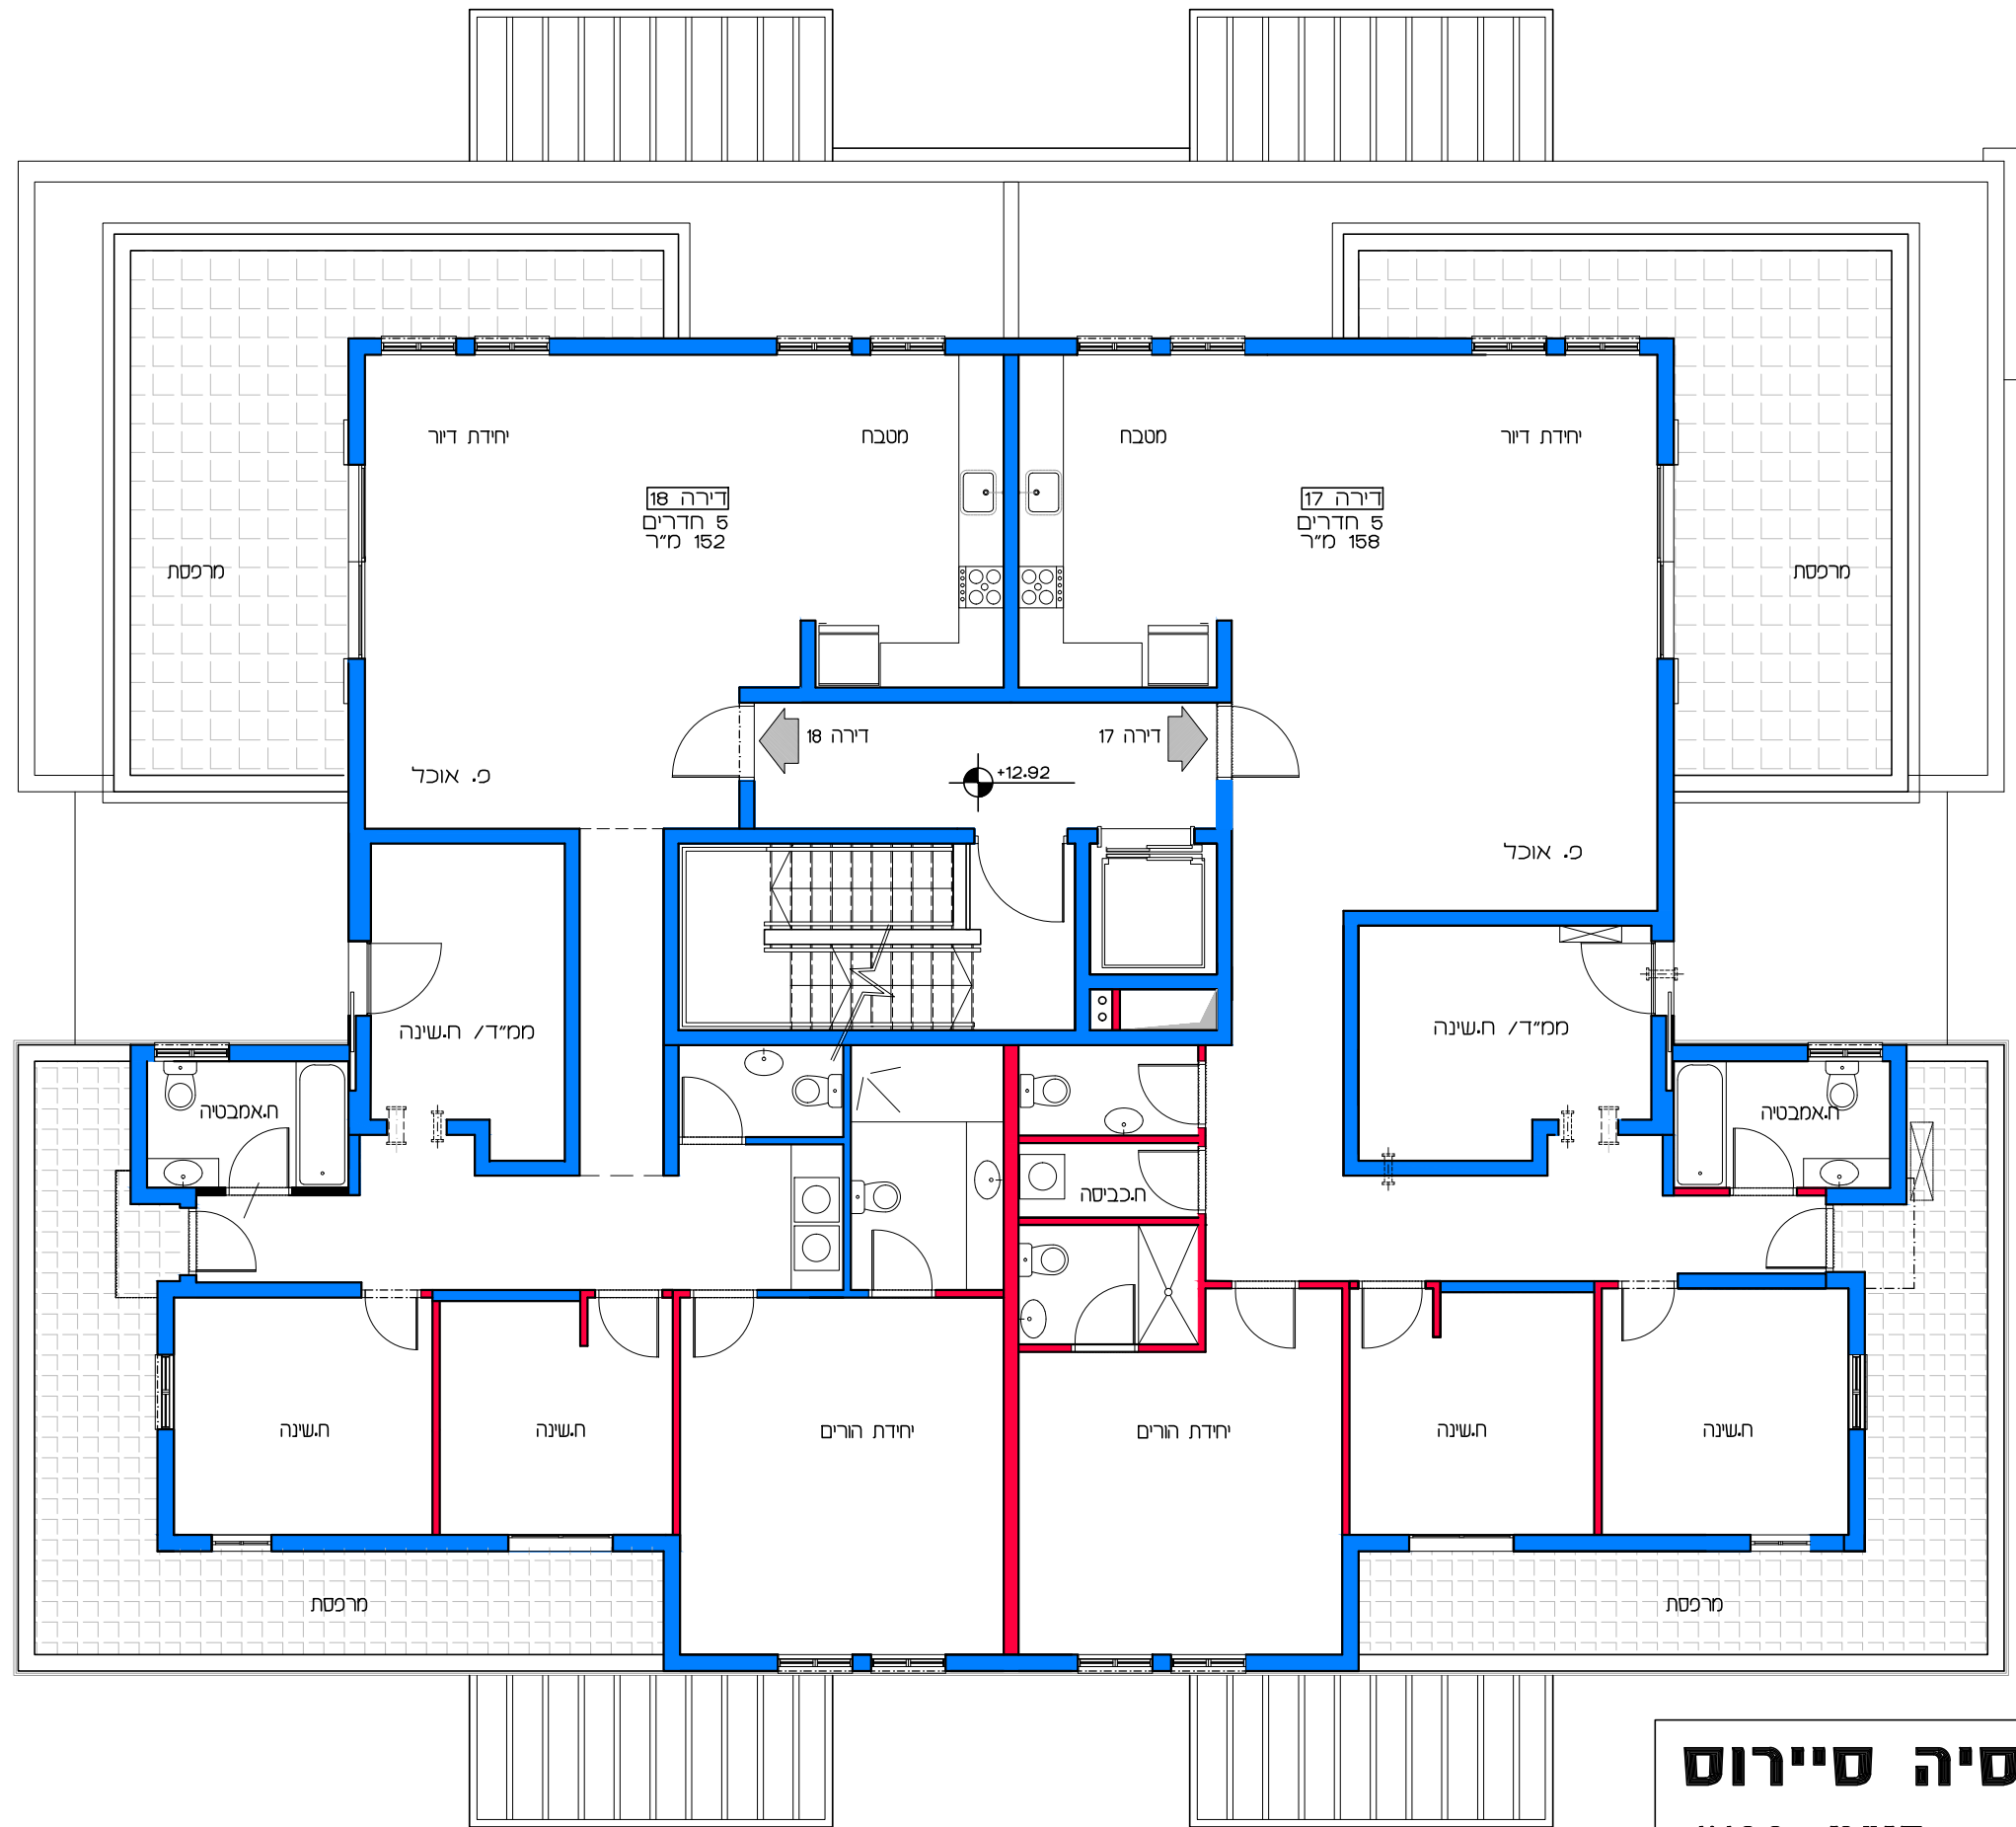 יחידת דיור
מטבח
מטבח
יחידת דיור
דירה 18
5 חדרים
152 מ״ר
דירה 17
5 חדרים
158 מ״ר
מרפסת
מרפסת
דירה 18
דירה 17
+12.92
פ. אוכל
פ. אוכל
ממ״ד/ ח.שינה
ממ״ד/ ח.שינה
ח.אמבטיה
ח.אמבטיה
ח.כביסה
ח.שינה
ח.שינה
יחידת הורים
יחידת הורים
ח.שינה
ח.שינה
מרפסת
מרפסת
סיירוס